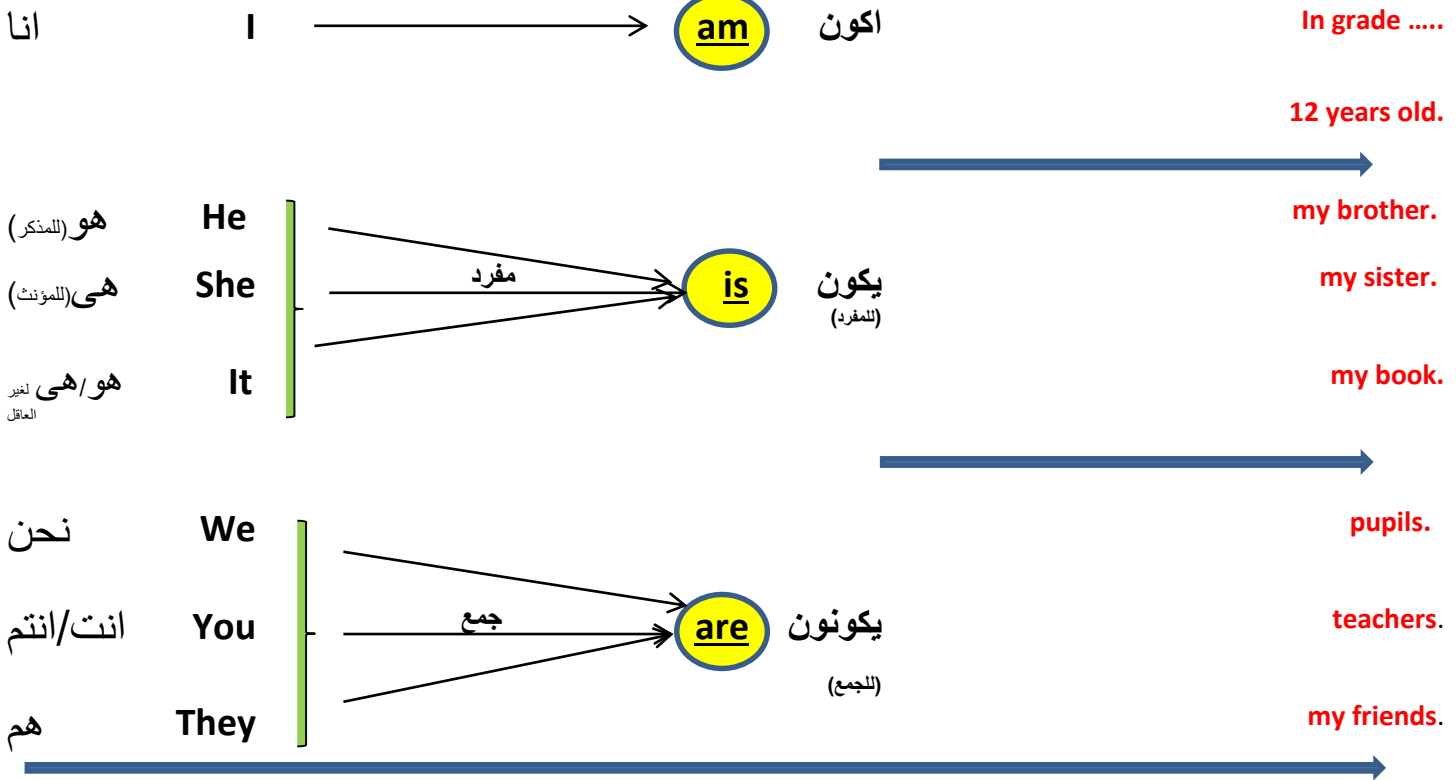 انا I am اكون In grade …..
12 years old.
هو (للمذكر) He my brother.
هى(للمؤنث) She مفرد is يكون my sister.
(للمفرد)
هو/هى لغير It my book.
العاقل
نحن We pupils.
انت/انتم You جمع are يكونون teachers.
(للجمع)
هم They my friends.